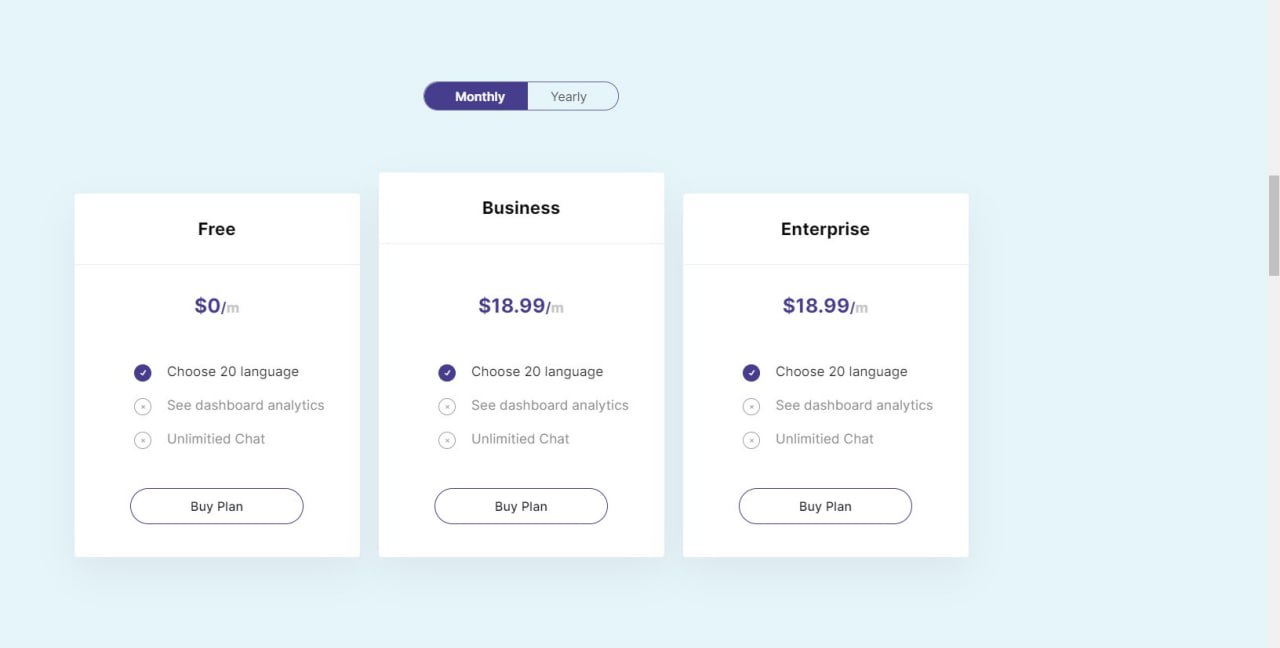 Monthly Yearly
Free
$0/m
Choose 20 language
See dashboard analytics
Unlimitied Chat
Buy Plan
Business
$18.99/m
Choose 20 language
See dashboard analytics
Unlimitied Chat
Buy Plan
Enterprise
$18.99/m
Choose 20 language
See dashboard analytics
Unlimitied Chat
Buy Plan